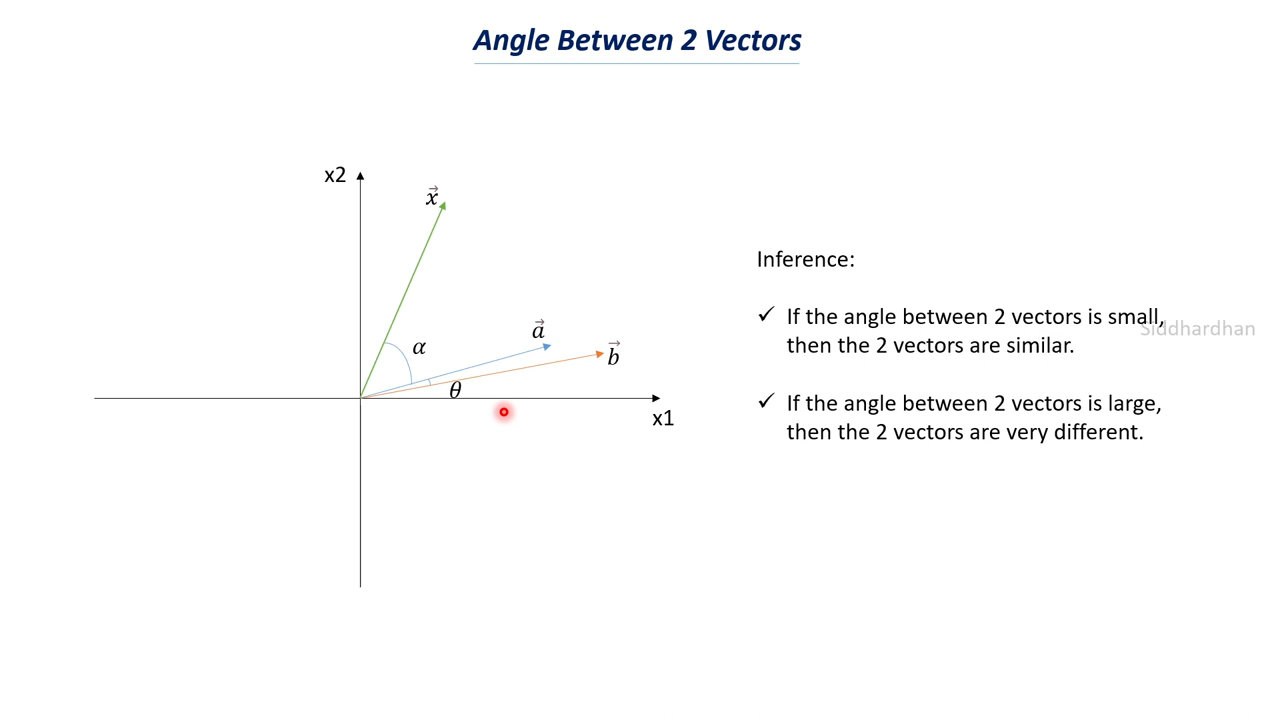 Angle Between 2 Vectors
x2
x⃗
Inference:
✓ If the angle between 2 vectors is small,
then the 2 vectors are similar.
Siddhardhan
a⃗
α
b⃗
θ
x1
✓ If the angle between 2 vectors is large,
then the 2 vectors are very different.